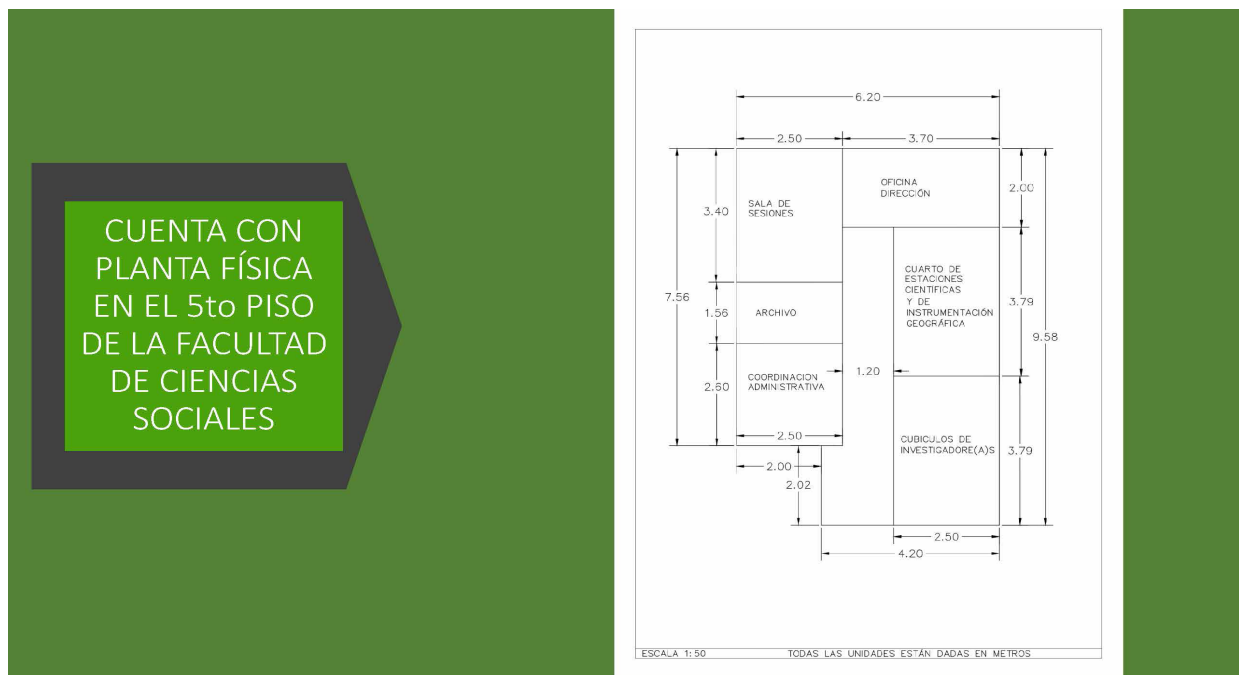 CUENTA CON
PLANTA FÍSICA
EN EL 5to PISO
DE LA FACULTAD
DE CIENCIAS
SOCIALES
6.20
2.50
3.70
OFICINA
DIRECCIÓN
2.00
SALA DE
SESIONES
3.40
CUARTO DE
ESTACIONES
CIENTÍFICAS
Y DE
INSTRUMENTACIÓN
GEOGRÁFICA
7.56
1.56
ARCHIVO
3.79
9.58
COORDINACION
ADMINISTRATIVA
1.20
2.60
2.50
CUBICULOS DE
INVESTIGADORE(A)S
3.79
2.00
2.02
2.50
4.20
ESCALA 1:50
TODAS LAS UNIDADES ESTÁN DADAS EN METROS